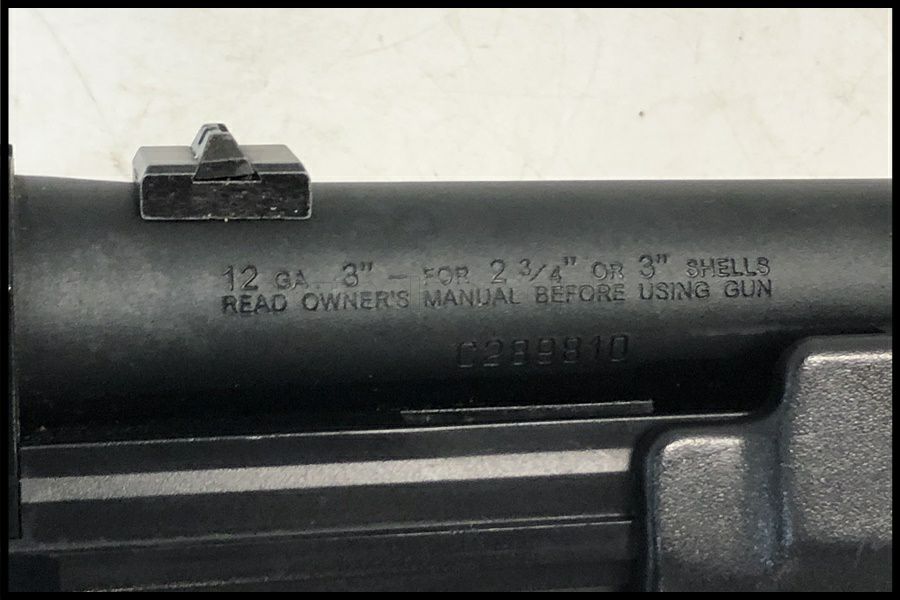 12 GA. 3" - FOR 2 3/4" OR 3" SHELLS
READ OWNER'S MANUAL BEFORE USING GUN
C289810